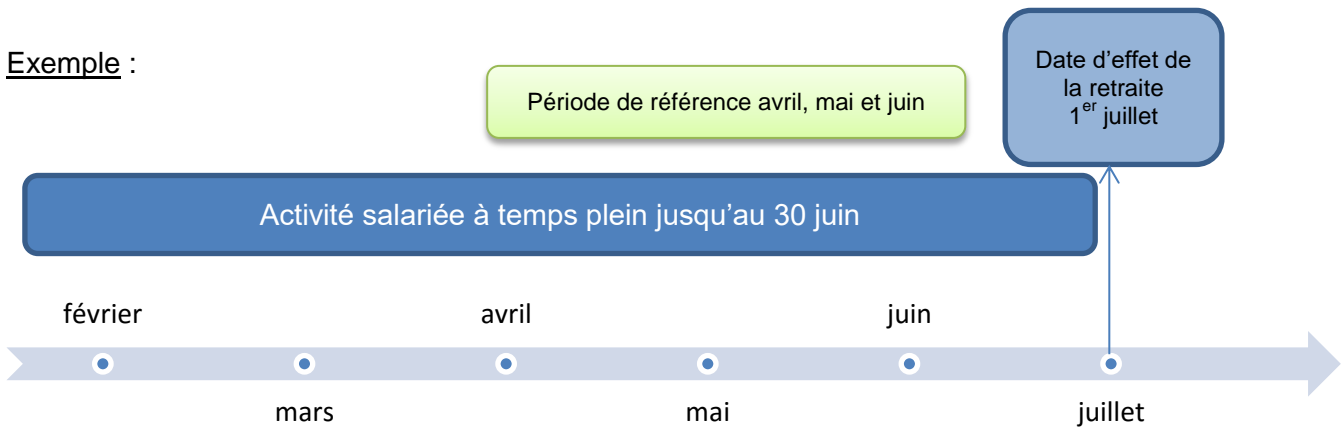 Exemple :
Période de référence avril, mai et juin
Date d'effet de
la retraite
1er juillet
Activité salariée à temps plein jusqu'au 30 juin
février
mars
avril
mai
juin
juillet